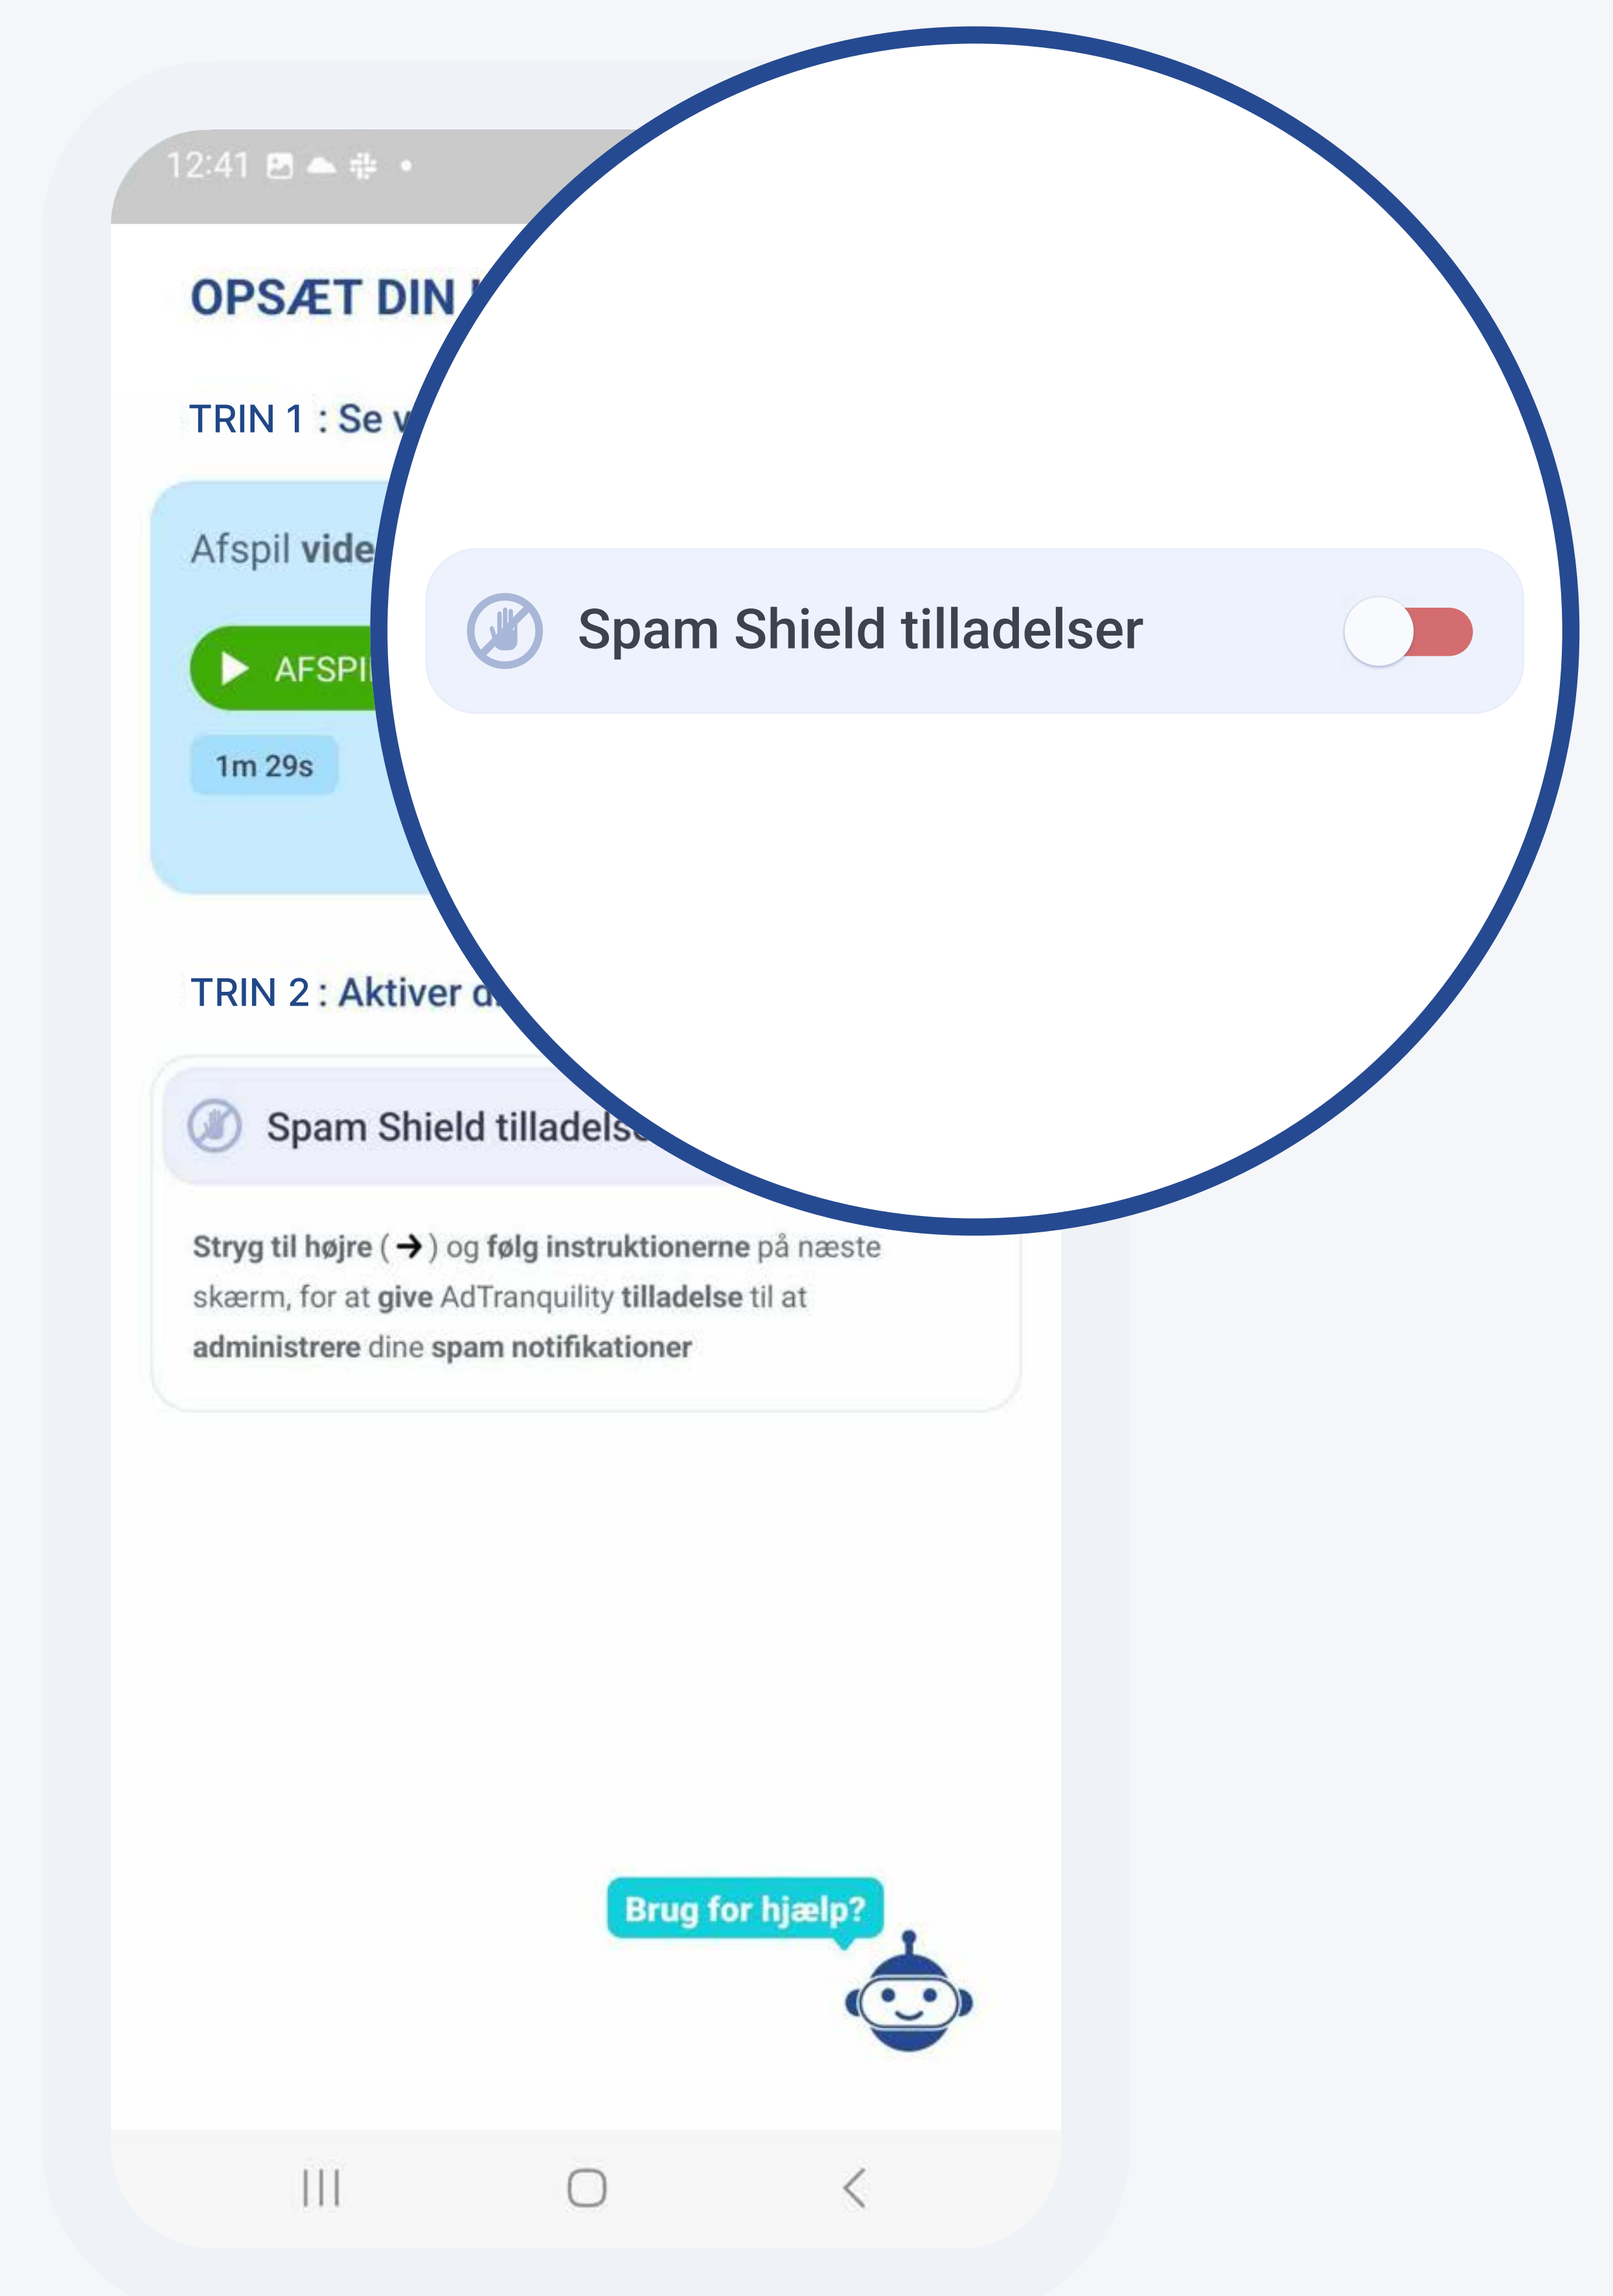 12:41
OPSÆT DIN
TRIN 1 : Se
Afspil
AFSPI
1m 29s
Spam Shield tilladelser
TRIN 2 : Aktiver
Spam Shield
Stryg til højre (→) og følg instruktionerne på næste
skærm, for at give AdTranquility tilladelse til at
administrere dine spam notifikationer
Brug for hjælp?